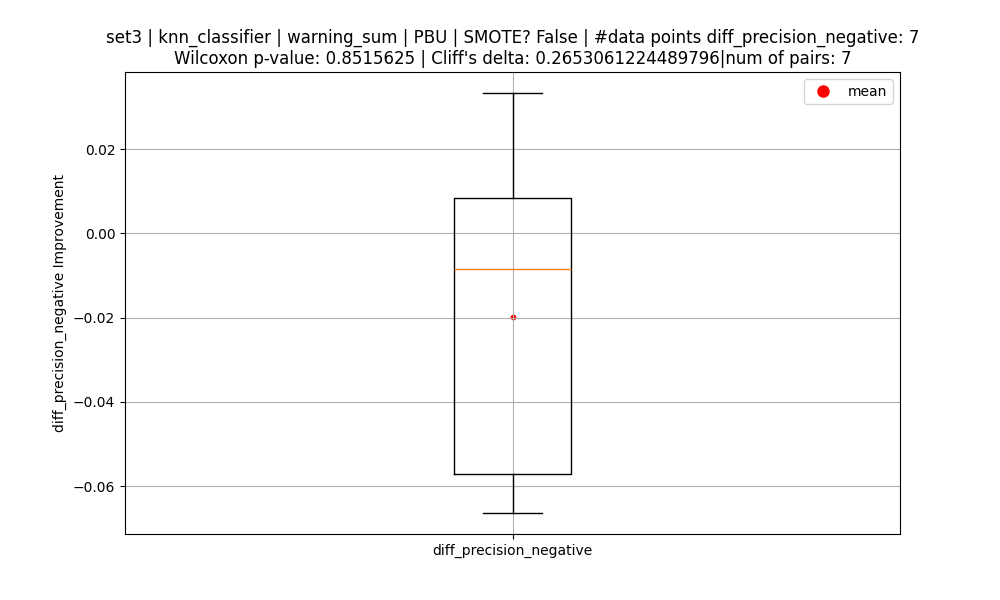 set3 | knn_classifier | warning_sum | PBU | SMOTE? False | #data points diff_precision_negative: 7
Wilcoxon p-value: 0.8515625 | Cliff's delta: 0.2653061224489796|num of pairs: 7
mean
0.02
0.00
−0.02
−0.04
−0.06
diff_precision_negative Improvement
diff_precision_negative